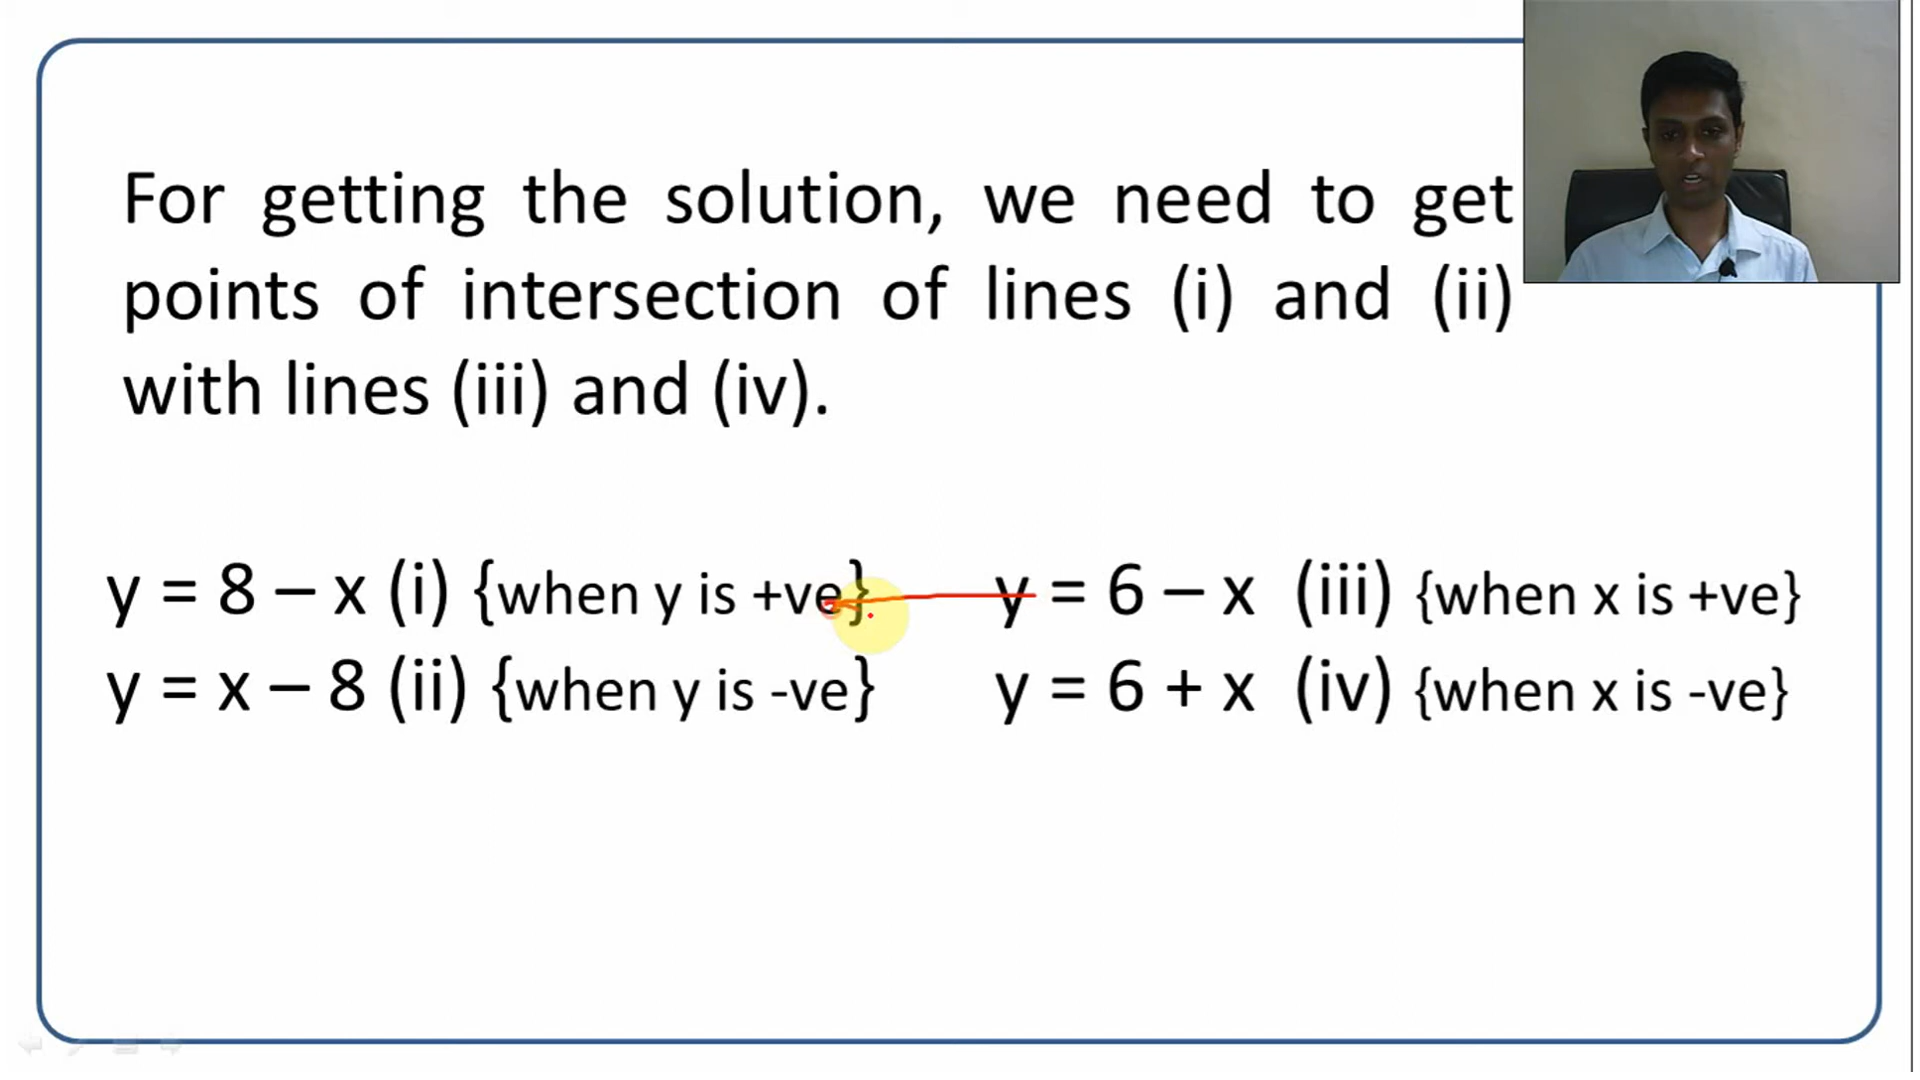 For getting the solution, we need to get
points of intersection of lines (i) and (ii)
with lines (iii) and (iv).
y = 8 – x (i) {when y is +ve}
y = 6 – x (iii) {when x is +ve}
y = x – 8 (ii) {when y is -ve}
y = 6 + x (iv) {when x is -ve}